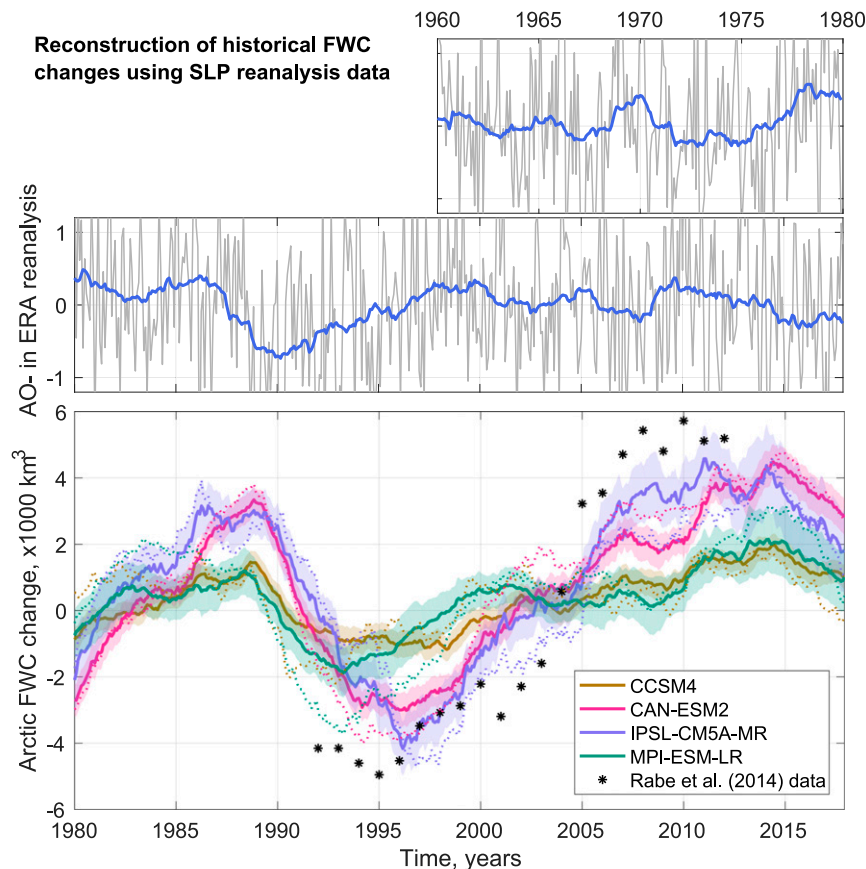 1960 1965 1970 1975 1980
Reconstruction of historical FWC
changes using SLP reanalysis data
AO- in ERA reanalysis
1
0
-1
Arctic FWC change, x1000 km³
6
4
2
0
-2
-4
-6
CCSM4
CAN-ESM2
IPSL-CM5A-MR
MPI-ESM-LR
Rabe et al. (2014) data
1980 1985 1990 1995 2000 2005 2010 2015
Time, years